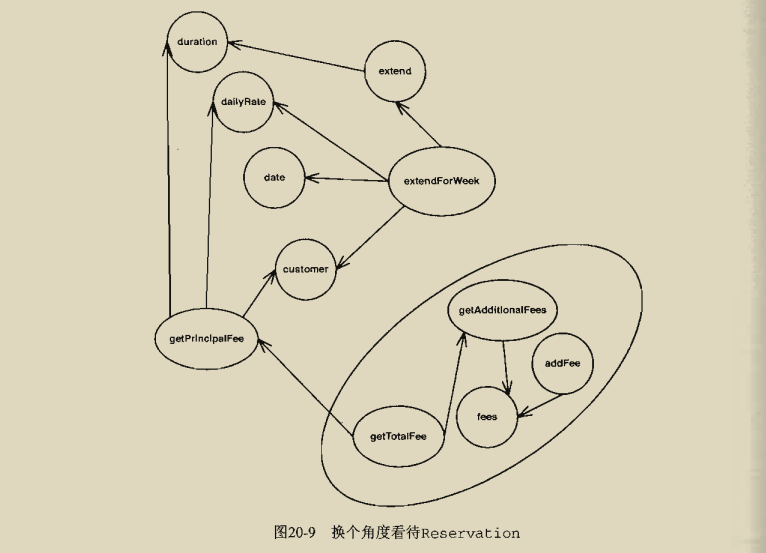 duration
extend
dailyRate
date
extendForWeek
customer
getAdditionalFees
getPrincipalFee
addFee
fees
getTotalFee
图20-9 换个角度看待Reservation